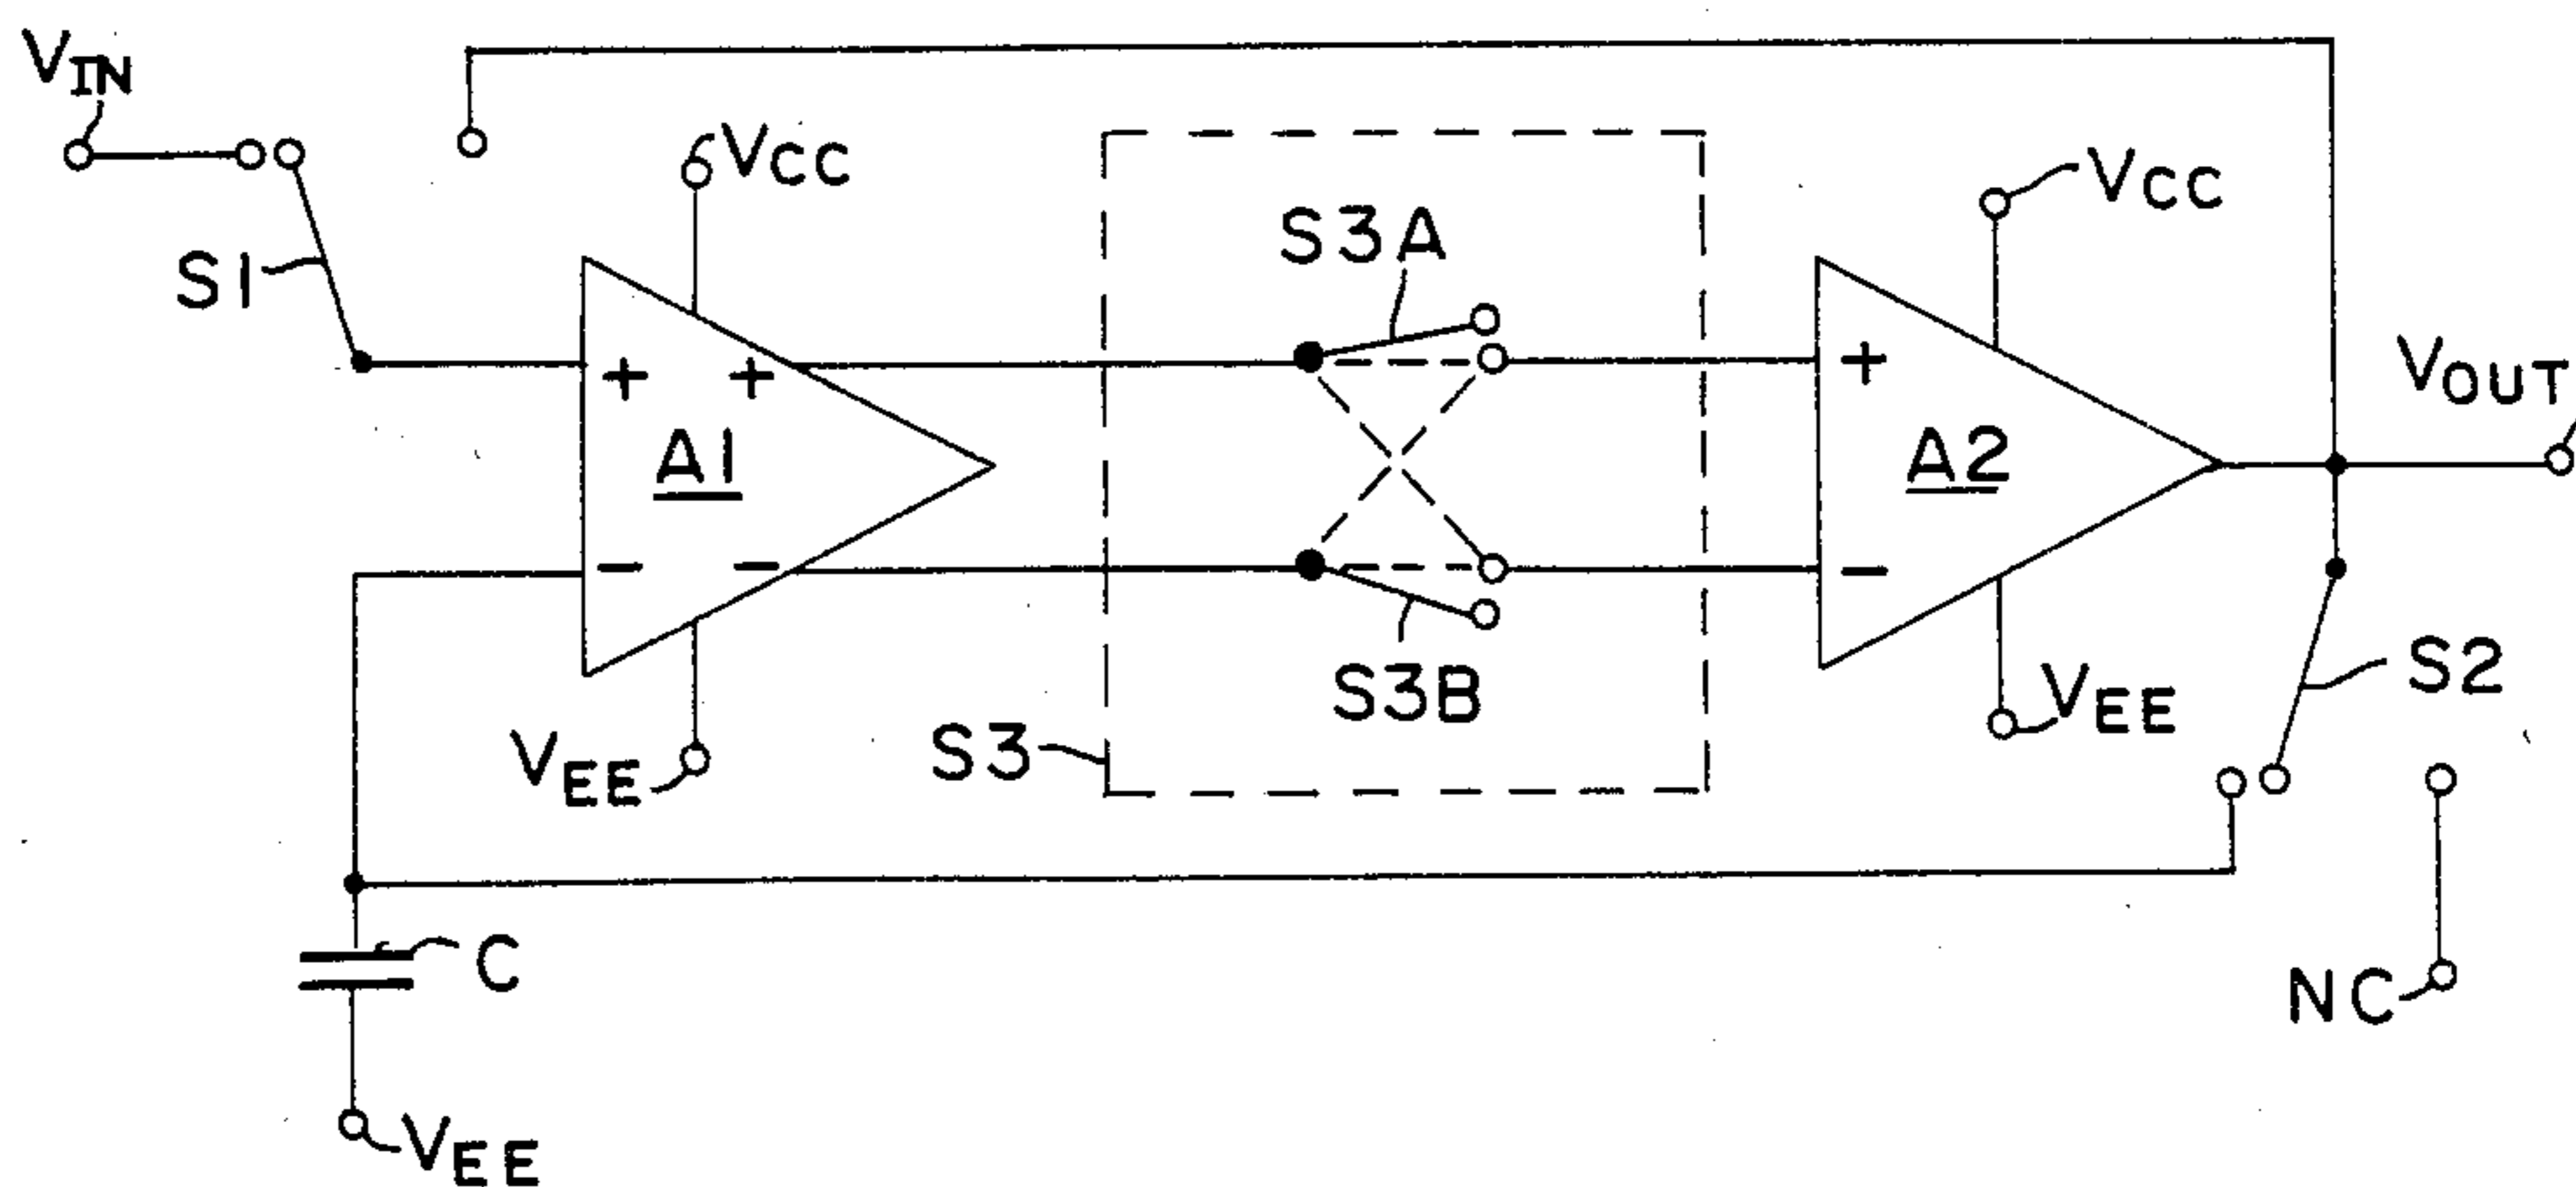 VIN
VCC
VCC
S3A
S1
+ +
+
VOUT
A1
A2
- -
-
S3B
S2
S3
VEE
VEE
C
NC
VEE